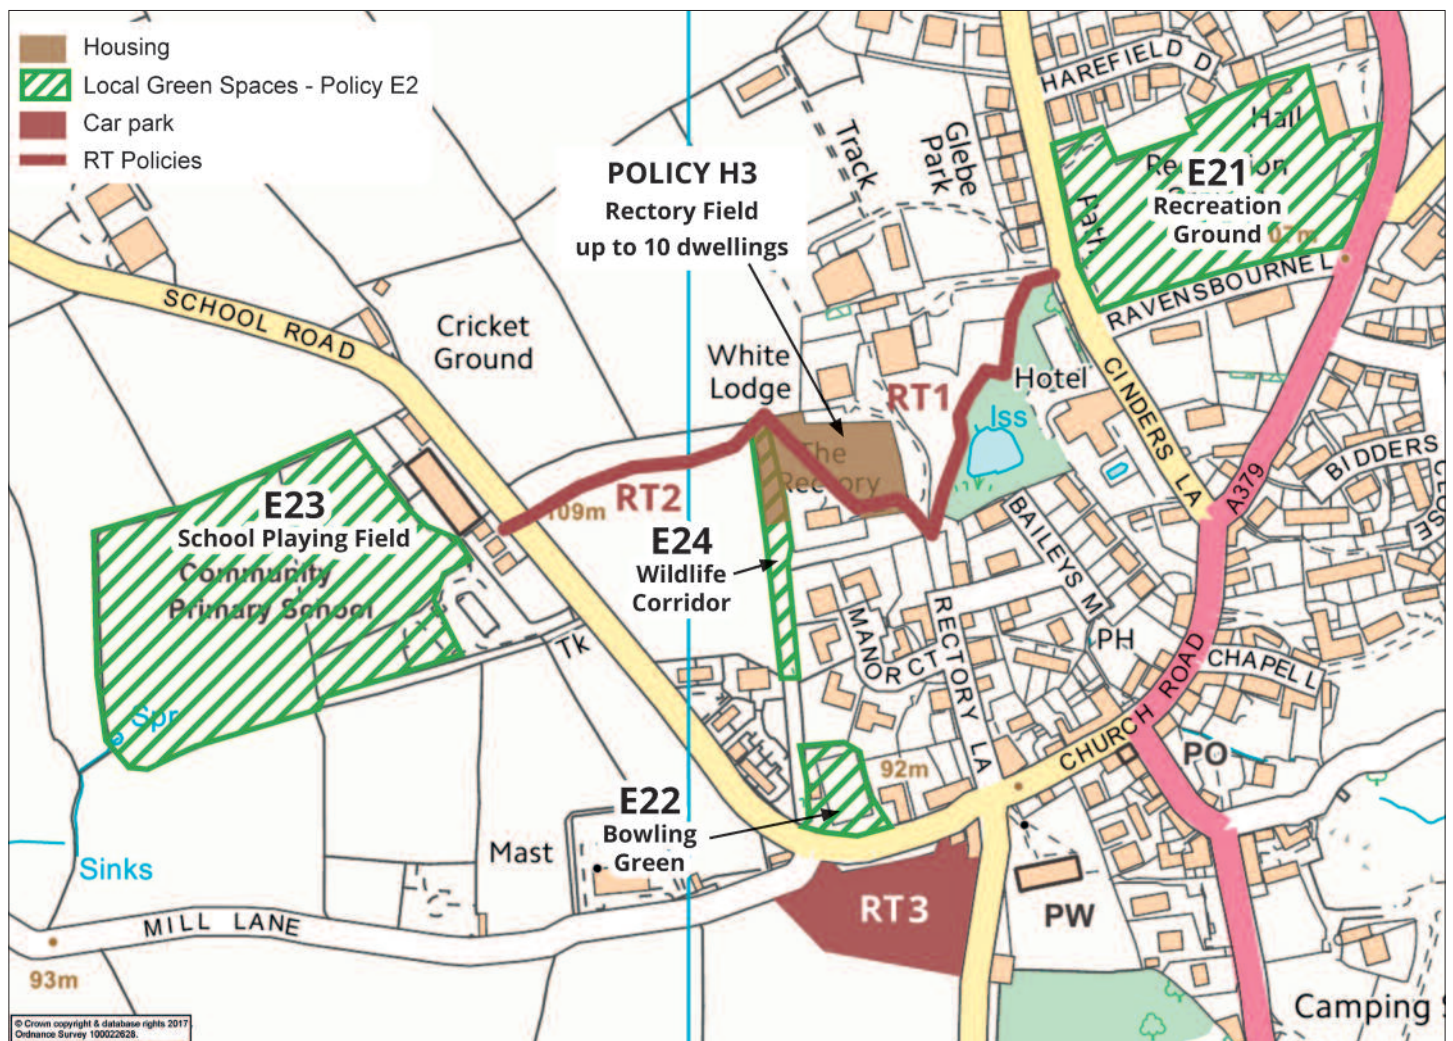 Housing
Local Green Spaces - Policy E2
Car park
RT Policies
HAREFIELD D
Hall
E21
Recreation
Ground
07m
Path
RAVENSBOURNE L
Track
Glebe
Park
POLICY H3
Rectory Field
up to 10 dwellings
SCHOOL ROAD
Cricket
Ground
White
Lodge
RT1
Hotel
Iss
CINDERS LA
A379
BIDDERS
CLOSE
The
Rectory
RT2
109m
E23
School Playing Field
Community
Primary School
E24
Wildlife
Corridor
BAILEYS M
MANOR CT
RECTORY LA
PH
CHAPEL L
CHURCH ROAD
Tk
Spr
PO
92m
E22
Bowling
Green
Mast
Sinks
MILL LANE
RT3
PW
93m
Camping S
© Crown copyright & database rights 2017
Ordnance Survey 100022628.